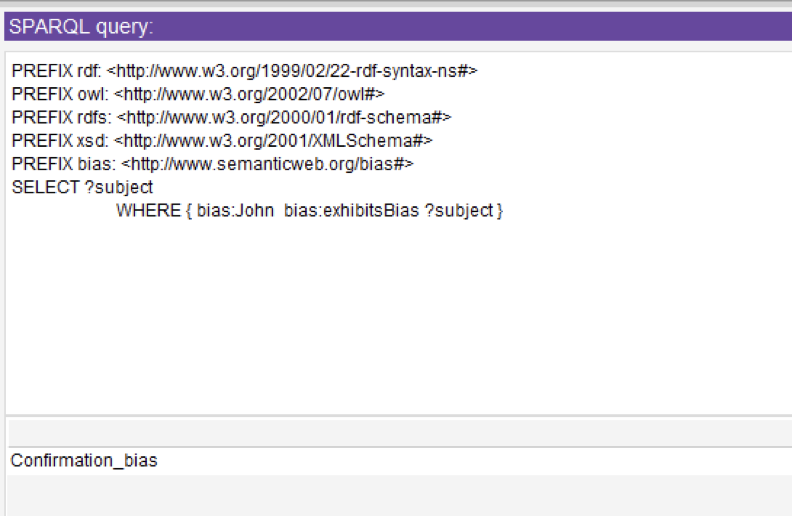 SPARQL query:
PREFIX rdf: <http://www.w3.org/1999/02/22-rdf-syntax-ns#>
PREFIX owl: <http://www.w3.org/2002/07/owl#>
PREFIX rdfs: <http://www.w3.org/2000/01/rdf-schema#>
PREFIX xsd: <http://www.w3.org/2001/XMLSchema#>
PREFIX bias: <http://www.semanticweb.org/bias#>
SELECT ?subject
WHERE { bias:John  bias:exhibitsBias ?subject }
Confirmation_bias